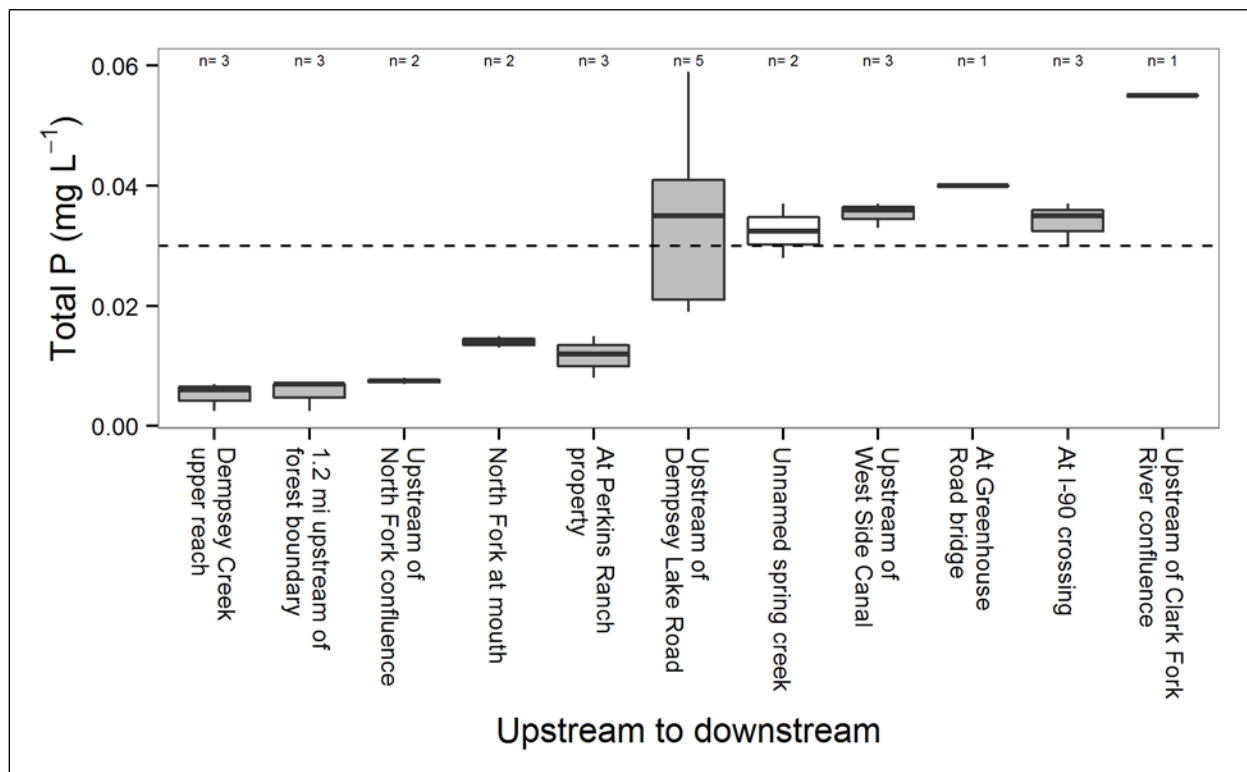 n= 3 n= 3 n= 2 n= 2 n= 3 n= 5 n= 2 n= 3 n= 1 n= 3 n= 1
Total P (mg L⁻¹)
0.06
0.04
0.02
0.00
Dempsey Creek
upper reach
1.2 mi upstream of
forest boundary
Upstream of
North Fork confluence
North Fork at mouth
At Perkins Ranch
property
Upstream of
Dempsey Lake Road
Unnamed spring creek
Upstream of
West Side Canal
At Greenhouse
Road bridge
At I-90 crossing
Upstream of Clark Fork
River confluence
Upstream to downstream